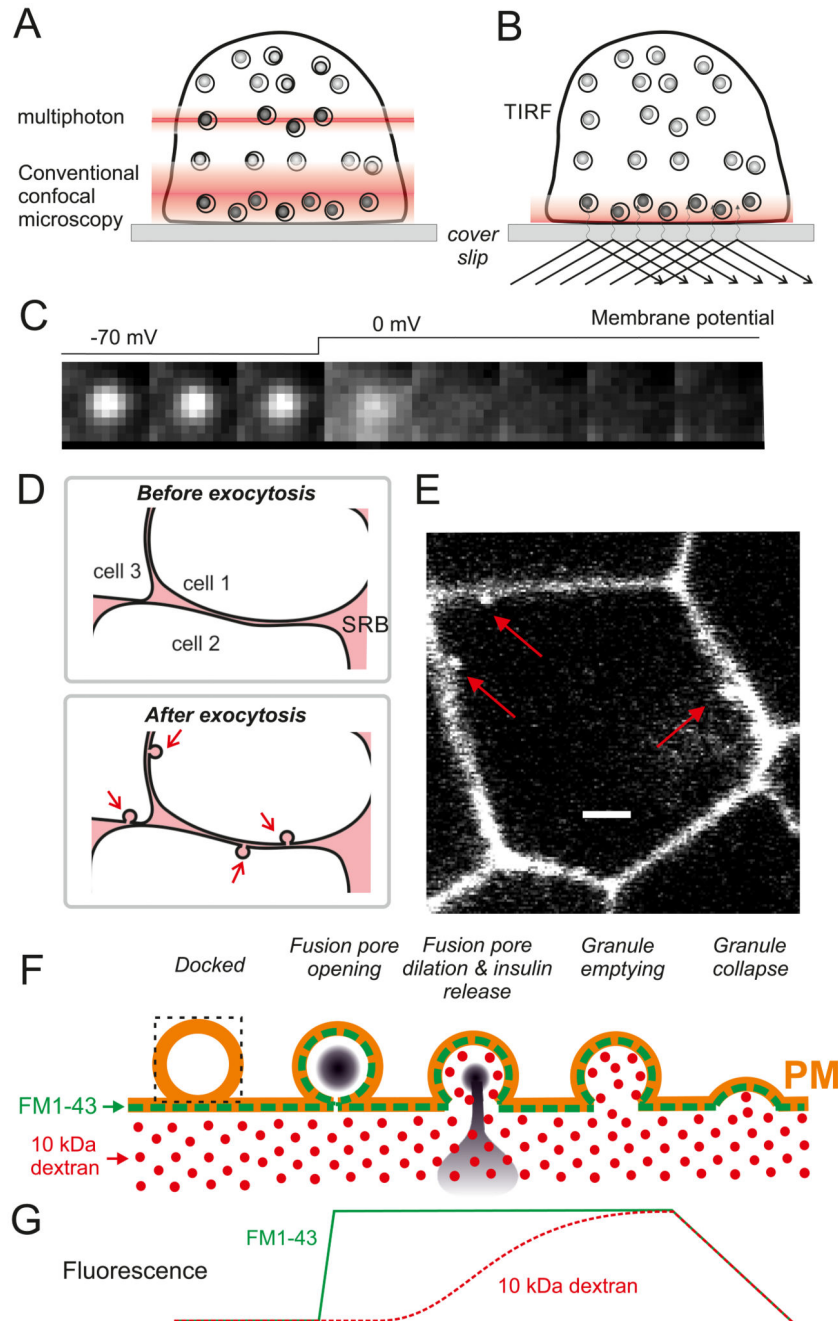 A
B
multiphoton
TIRF
Conventional
confocal
microscopy
cover
slip
C
-70 mV
0 mV
Membrane potential
D
E
Before exocytosis
cell 3
cell 1
SRB
cell 2
After exocytosis
F
Docked
Fusion pore
opening
Fusion pore
dilation & insulin
release
Granule
emptying
Granule
collapse
PM
FM1-43
10 kDa
dextran
G
FM1-43
Fluorescence
10 kDa dextran